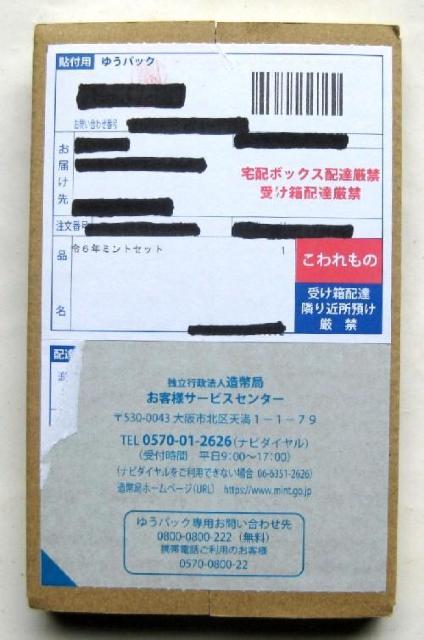 貼付用 ゆうパック
お問い合わせ番号
お届け先
宅配ボックス配達厳禁
受け箱配達厳禁
注文番号
品名
令6年ミントセット 1
こわれもの
受け箱配達
隣り近所預け
厳禁
配達
独立行政法人造幣局
お客様サービスセンター
〒530-0043 大阪市北区天満1-1-79
TEL 0570-01-2626(ナビダイヤル)
(受付時間 平日9:00~17:00)
(ナビダイヤルをご利用できない場合 06-6351-2626)
造幣局ホームページ(URL) https://www.mint.go.jp
ゆうパック専用お問い合わせ先
0800-0800-222(無料)
携帯電話ご利用のお客様
0570-0800-22